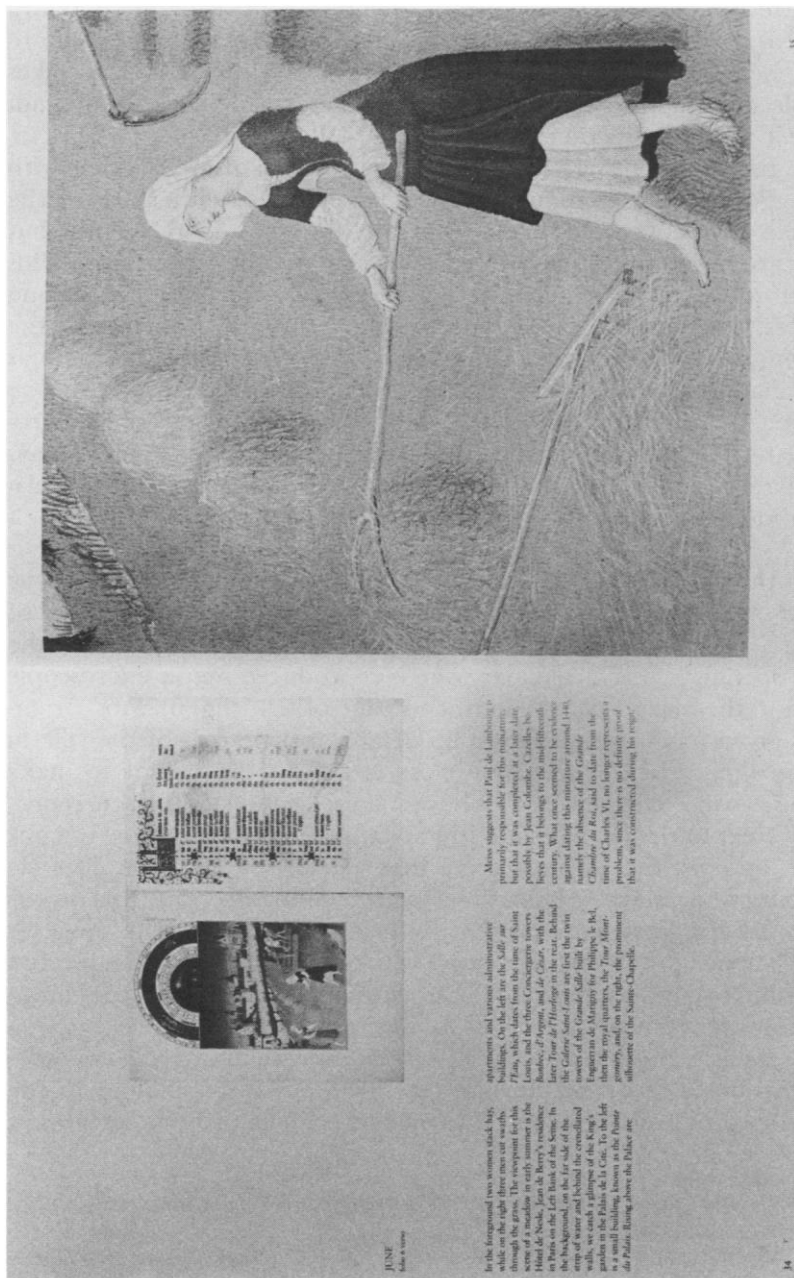 JUNE
folio 6 verso
In the foreground two women stack hay,
while on the right three men cut swaths
through the grass. The viewpoint for this
scene of a meadow in early summer is the
Hôtel de Nesle, Jean de Berry's residence
in Paris on the Left Bank of the Seine. In
the background, on the far side of the
strip of water and behind the crenellated
walls, we catch a glimpse of the King's
garden in the Palais de la Cité. To the left
is a small building, known as the Pointe
du Palais. Rising above the Palace are
apartments and various administrative
buildings. On the left are the Salle sur
l'Eau, which dates from the time of Saint
Louis, and the three Conciergerie towers
Bonbec, d'Argent, and de César, with the
later Tour de l'Horloge in the rear. Behind
the Galerie Saint-Louis are first the twin
towers of the Grande Salle built by
Enguerran de Marigny for Philippe le Bel,
then the royal quarters, the Tour Mont-
gomery, and, on the right, the prominent
silhouette of the Sainte-Chapelle.
Meiss suggests that Paul de Limbourg is
primarily responsible for this miniature,
but that it was completed at a later date,
possibly by Jean Colombe. Cazelles be-
lieves that it belongs to the mid-fifteenth
century. What once seemed to be evidence
against dating this miniature around 1440,
namely the absence of the Grande
Chambre du Roi, said to date from the
time of Charles VI, no longer represents a
problem, since there is no definite proof
that it was constructed during his reign.
34